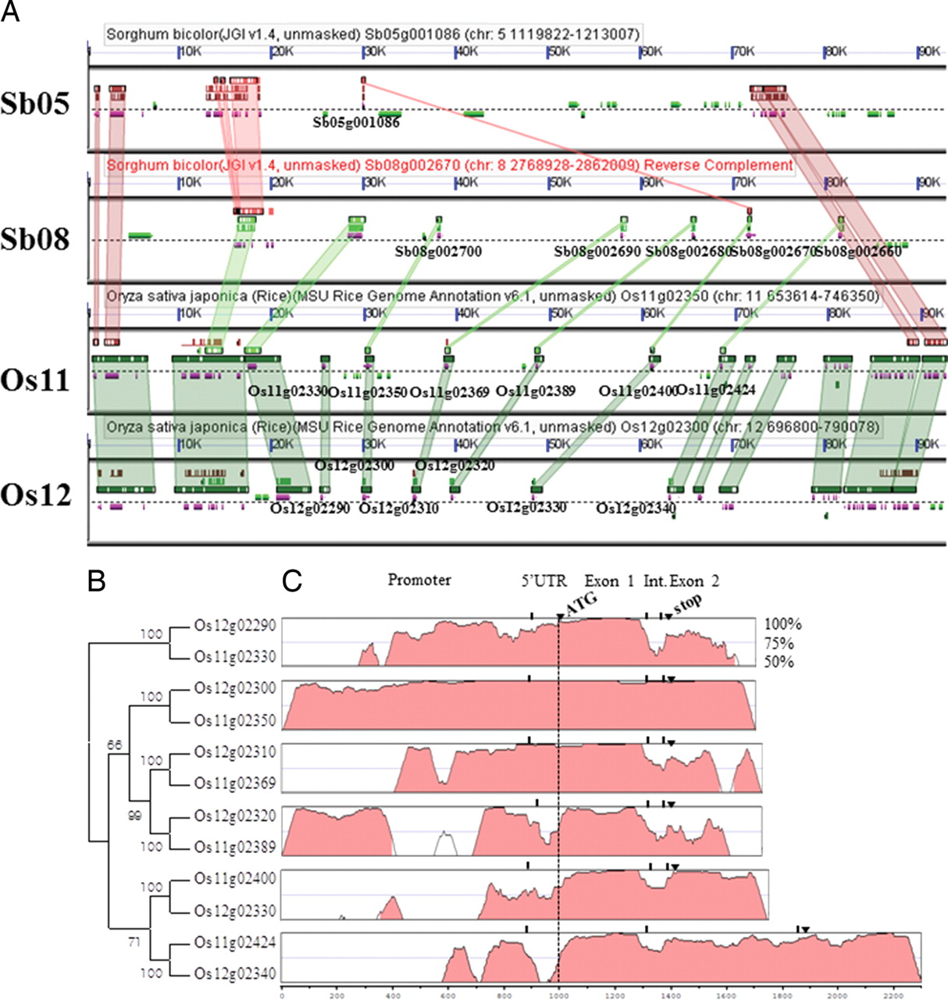 A
Sorghum bicolor(JGI v1.4, unmasked) Sb05g001086 (chr: 5 1119822-1213007)
10K 20K 30K 40K 50K 60K 70K 80K 90K
Sb05
Sb05g001086
Sorghum bicolor(JGI v1.4, unmasked) Sb08g002670 (chr: 8 2768928-2862009) Reverse Complement
10K 20K 30K 40K 50K 60K 70K 80K 90K
Sb08
Sb08g002700 Sb08g002690 Sb08g002680 Sb08g002670 Sb08g002660
Oryza sativa japonica (Rice)(MSU Rice Genome Annotation v6.1, unmasked) Os11g02350 (chr: 11 653614-746350)
10K 20K 30K 40K 50K 60K 70K 80K 90K
Os11
Os11g02330 Os11g02350 Os11g02369 Os11g02389 Os11g02400 Os11g02424
Oryza sativa japonica (Rice)(MSU Rice Genome Annotation v6.1, unmasked) Os12g02300 (chr: 12 696800-790078)
10K 20K 30K 40K 50K 60K 70K 80K 90K
Os12g02300 Os12g02320
Os12
Os12g02290 Os12g02310 Os12g02330 Os12g02340
B
C
Promoter 5'UTR Exon 1 Int. Exon 2
ATG stop
100 Os12g02290
Os11g02330
100%
75%
50%
100 Os12g02300
Os11g02350
66
100 Os12g02310
Os11g02369
99
Os12g02320
100 Os11g02389
100 Os11g02400
Os12g02330
71
Os11g02424
100 Os12g02340
0 200 400 600 800 1000 1200 1400 1600 1800 2000 2200